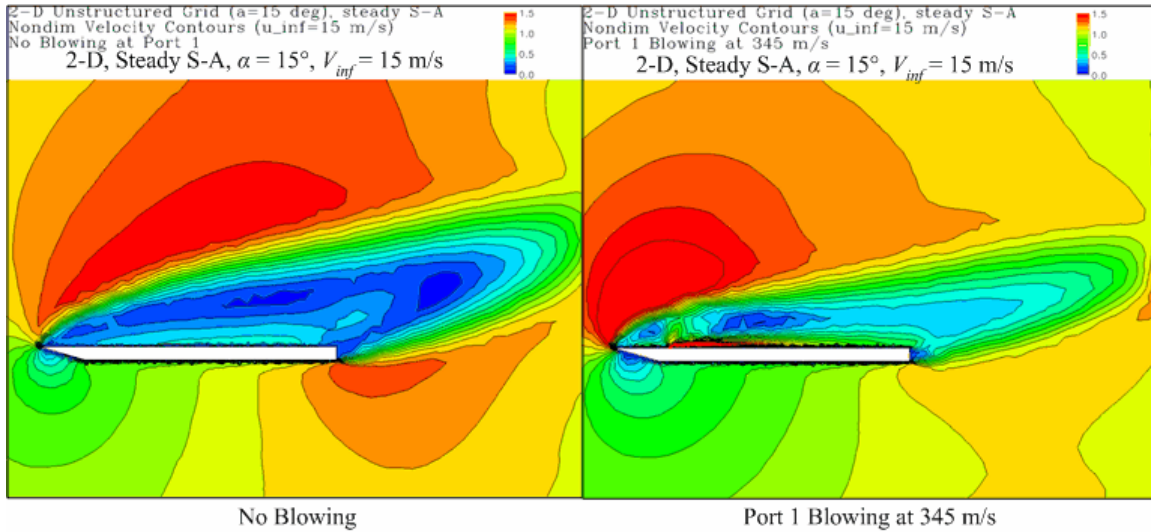 2-D Unstructured Grid (a=15 deg), steady S-A
Nondim Velocity Contours (u_inf=15 m/s)
No Blowing at Port 1
2-D, Steady S-A, α = 15°, Vinf = 15 m/s
1.5
1.0
0.5
0.0
2-D Unstructured Grid (a=15 deg), steady S-A
Nondim Velocity Contours (u_inf=15 m/s)
Port 1 Blowing at 345 m/s
2-D, Steady S-A, α = 15°, Vinf = 15 m/s
1.5
1.0
0.5
0.0
No Blowing
Port 1 Blowing at 345 m/s